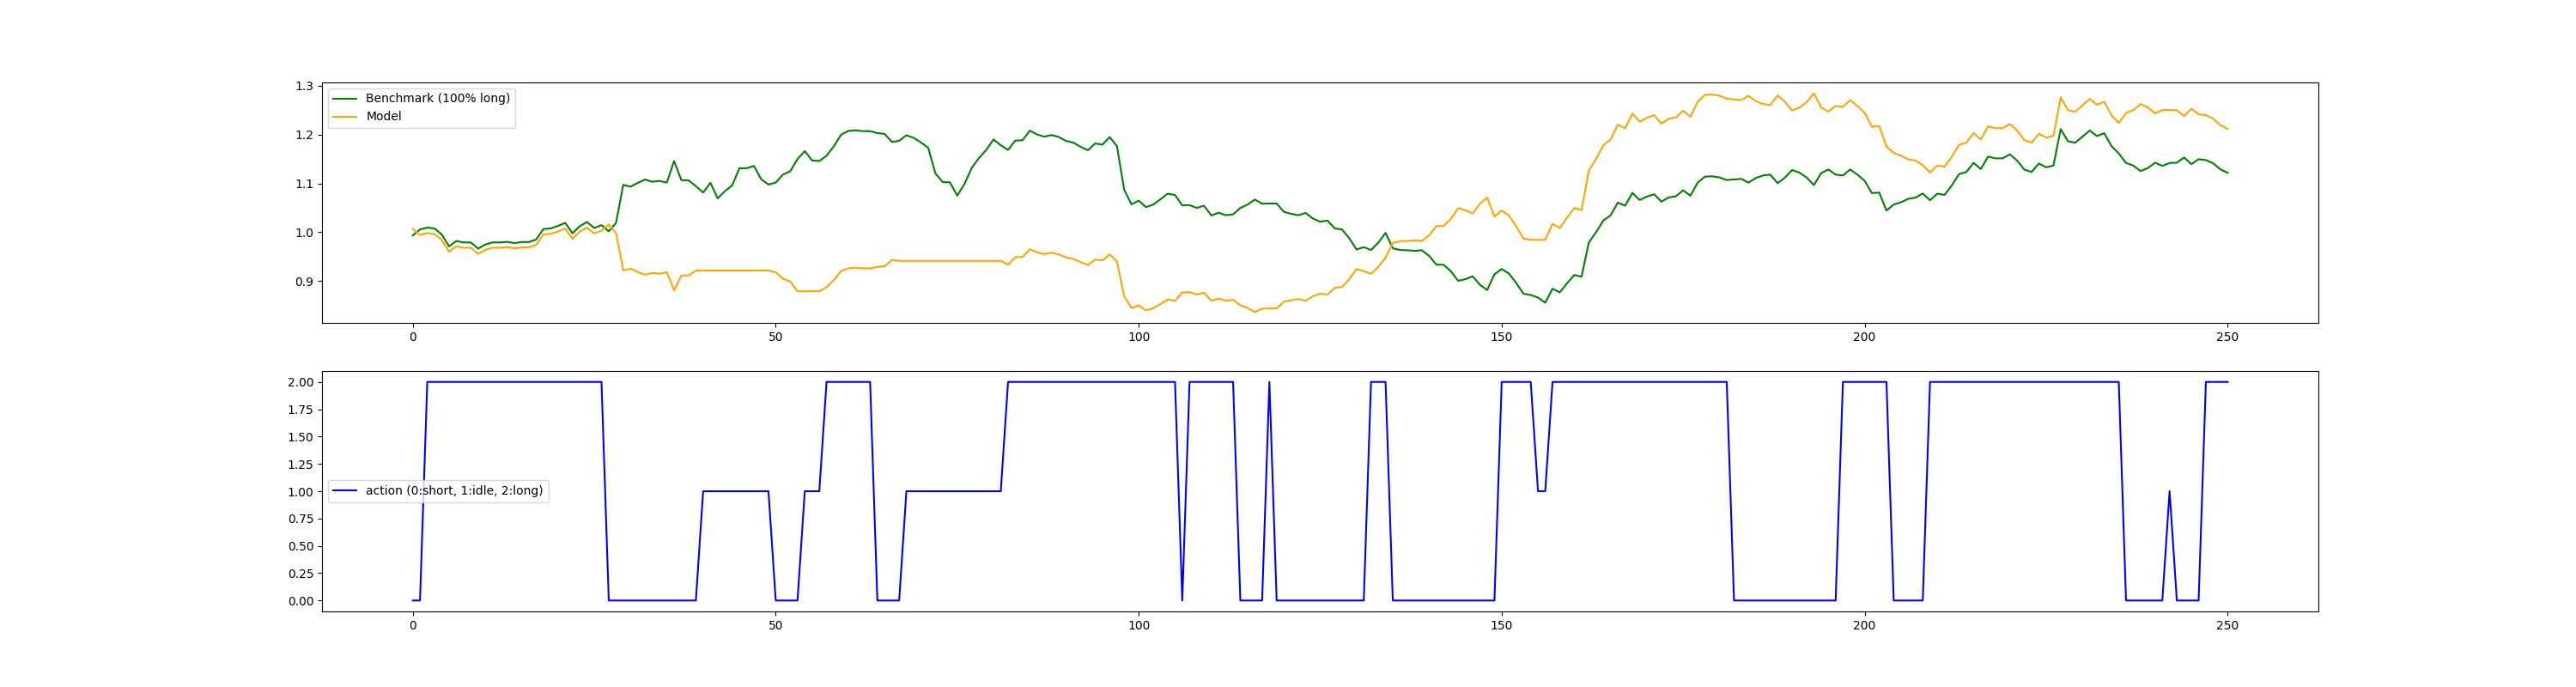 1.3
1.2
1.1
1.0
0.9
Benchmark (100% long)
Model
0 50 100 150 200 250
2.00
1.75
1.50
1.25
1.00
0.75
0.50
0.25
0.00
action (0:short, 1:idle, 2:long)
0 50 100 150 200 250